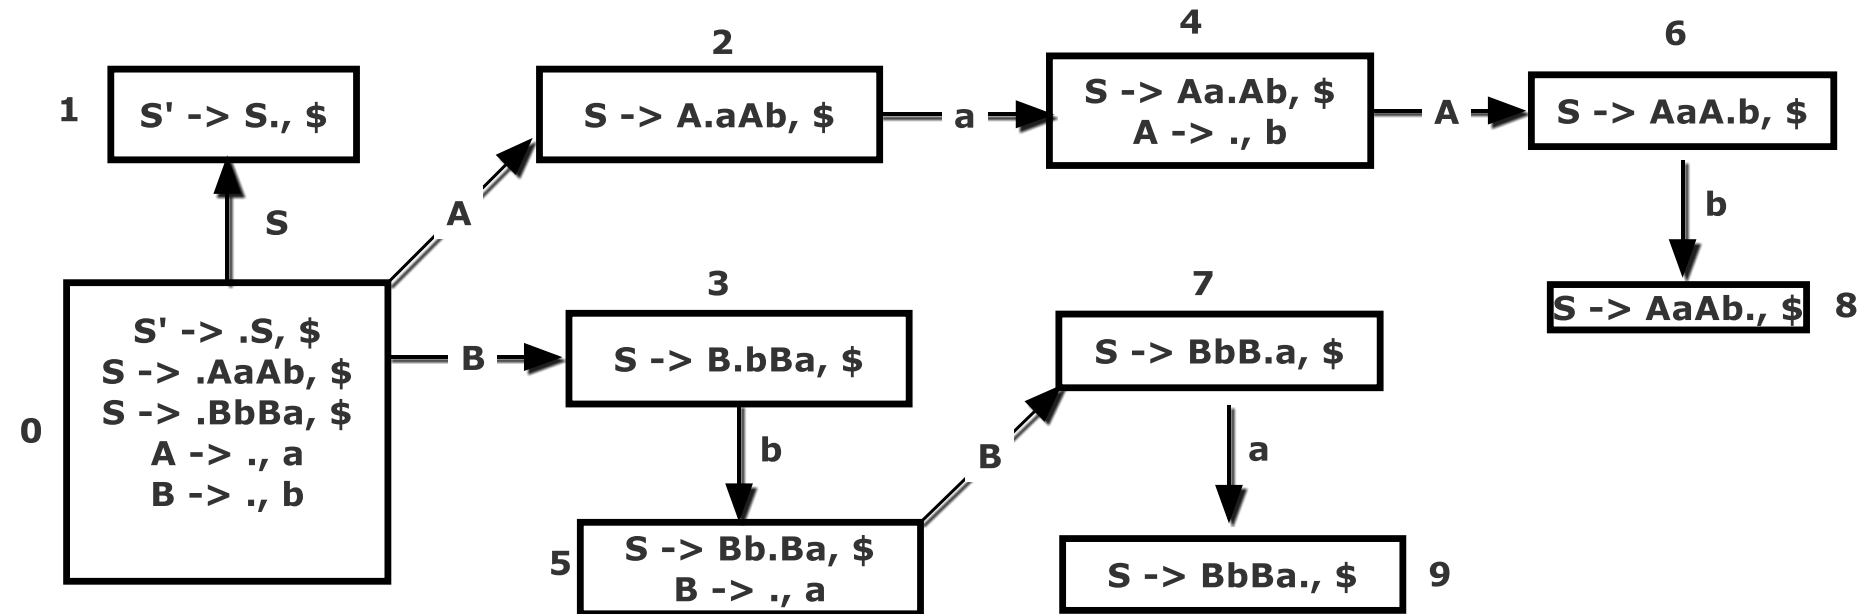 4
6
2
1
S' -> S., $
S -> A.aAb, $
a
S -> Aa.Ab, $
A -> ., b
A
S -> AaA.b, $
S
A
b
3
7
S -> AaAb., $
8
0
S' -> .S, $
S -> .AaAb, $
S -> .BbBa, $
A -> ., a
B -> ., b
B
S -> B.bBa, $
S -> BbB.a, $
b
B
a
5
S -> Bb.Ba, $
B -> ., a
S -> BbBa., $
9